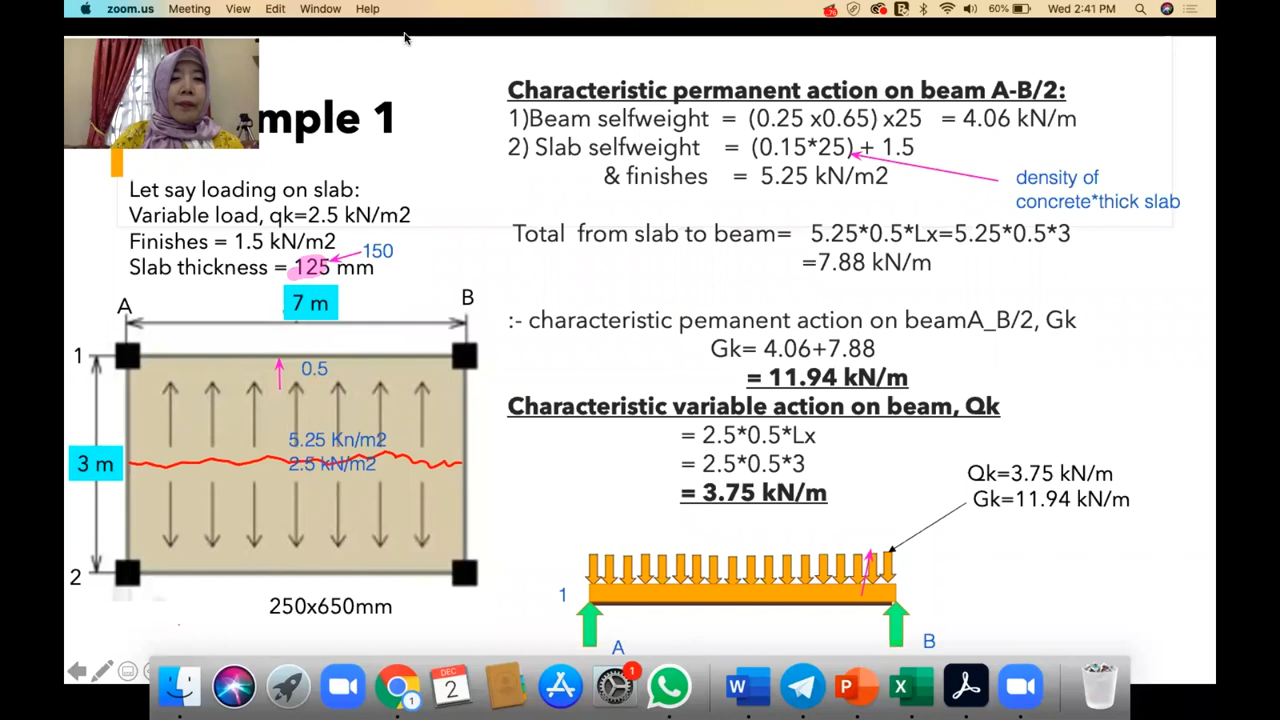 zoom.us Meeting View Edit Window Help
76
60% Wed 2:41 PM
mple 1
Let say loading on slab:
Variable load, qk=2.5 kN/m2
Finishes = 1.5 kN/m2
150
Slab thickness = 125 mm
A
7 m
B
1
0.5
5.25 Kn/m2
2.5 kN/m2
3 m
2
250x650mm
Characteristic permanent action on beam A-B/2:
1)Beam selfweight = (0.25 x0.65) x25 = 4.06 kN/m
2) Slab selfweight = (0.15*25) + 1.5
& finishes = 5.25 kN/m2
density of
concrete*thick slab
Total from slab to beam= 5.25*0.5*Lx=5.25*0.5*3
=7.88 kN/m
:- characteristic pemanent action on beamA_B/2, Gk
Gk= 4.06+7.88
= 11.94 kN/m
Characteristic variable action on beam, Qk
= 2.5*0.5*Lx
= 2.5*0.5*3
= 3.75 kN/m
Qk=3.75 kN/m
Gk=11.94 kN/m
1
A
B
1
DEC
2
1
W
P
X